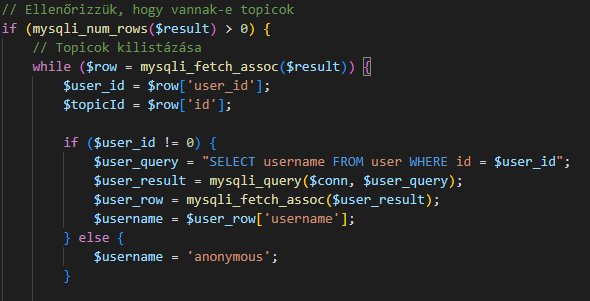 // Ellenőrizzük, hogy vannak-e topicok
if (mysqli_num_rows($result) > 0) {
// Topicok kilistázása
while ($row = mysqli_fetch_assoc($result)) {
$user_id = $row['user_id'];
$topicId = $row['id'];
if ($user_id != 0) {
$user_query = "SELECT username FROM user WHERE id = $user_id";
$user_result = mysqli_query($conn, $user_query);
$user_row = mysqli_fetch_assoc($user_result);
$username = $user_row['username'];
} else {
$username = 'anonymous';
}